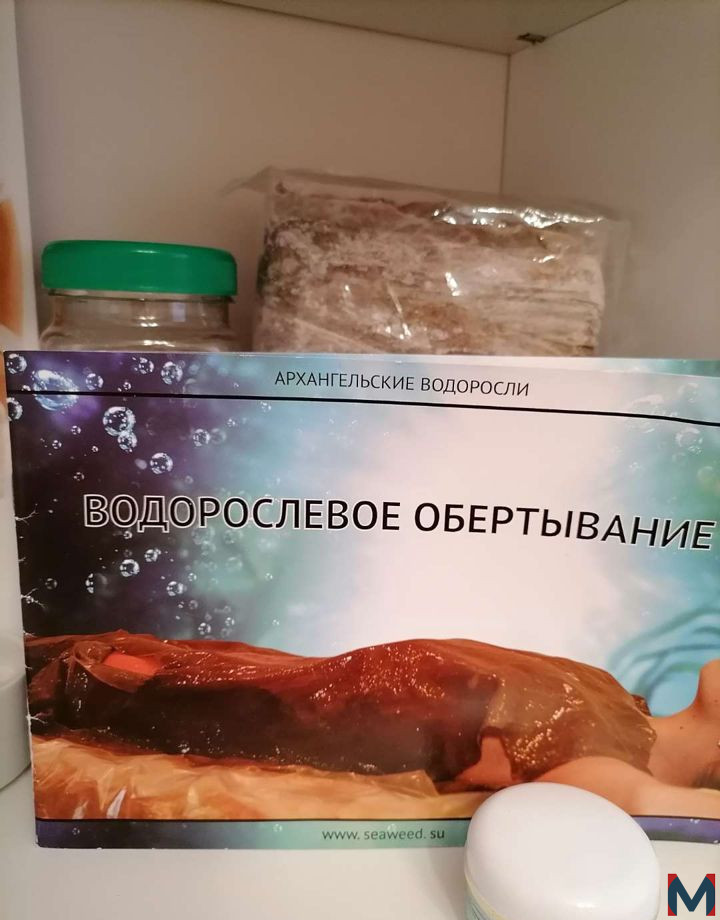 АРХАНГЕЛЬСКИЕ ВОДОРОСЛИ
ВОДОРОСЛЕВОЕ ОБЕРТЫВАНИЕ
www. seaweed. su
M